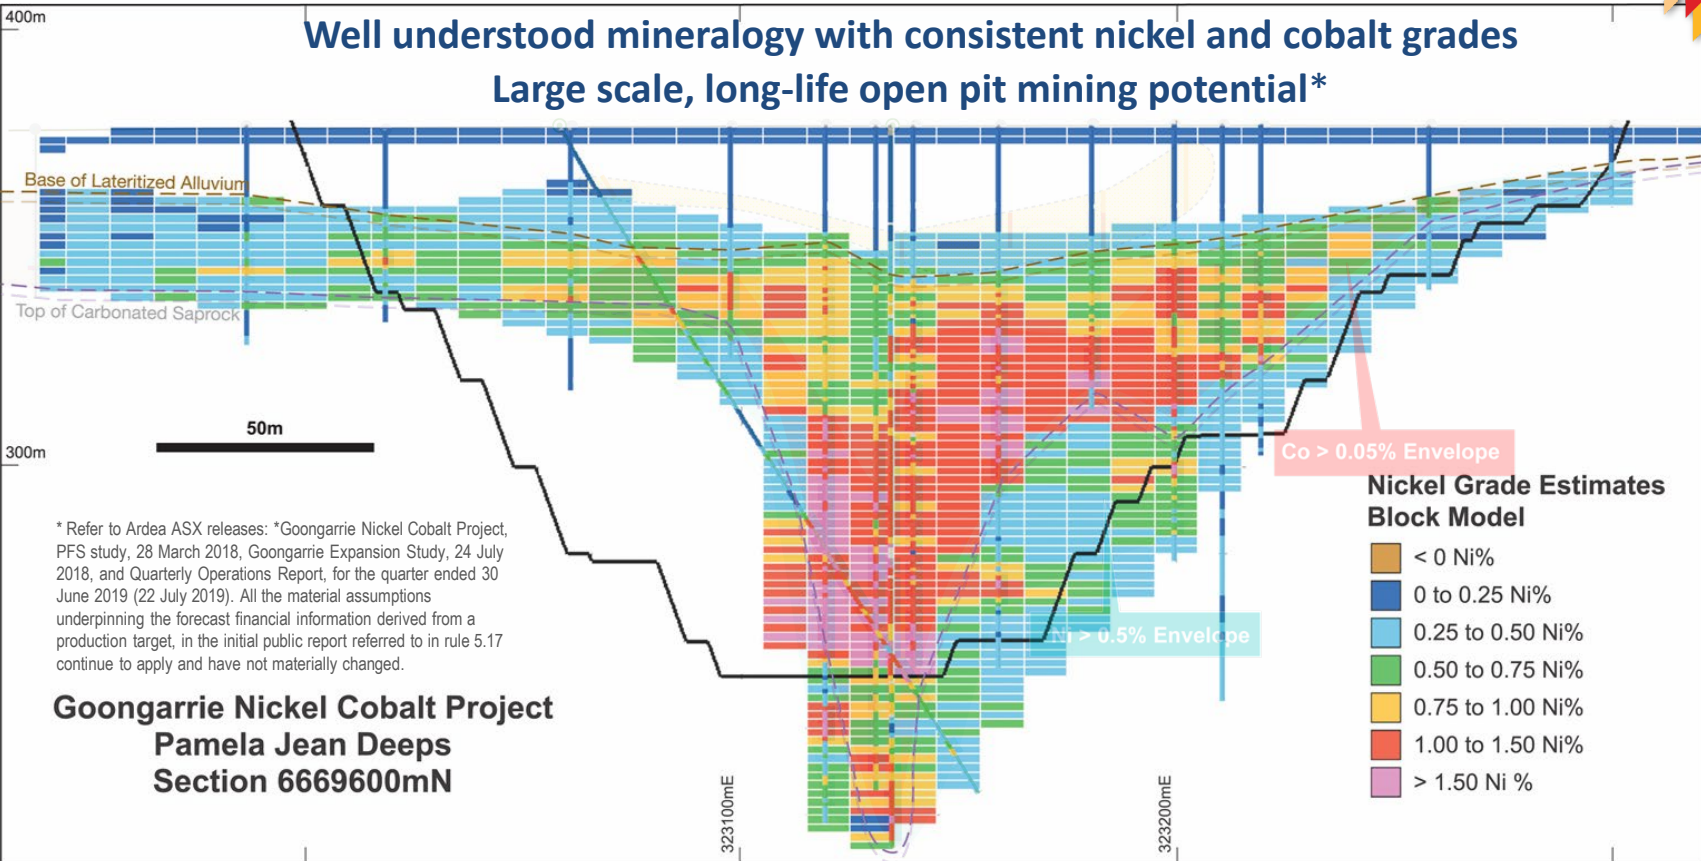 400m
Well understood mineralogy with consistent nickel and cobalt grades
Large scale, long-life open pit mining potential*
Base of Lateritized Alluvium
Top of Carbonated Saprock
50m
300m
Co > 0.05% Envelope
Ni > 0.5% Envelope
* Refer to Ardea ASX releases: *Goongarrie Nickel Cobalt Project,
PFS study, 28 March 2018, Goongarrie Expansion Study, 24 July
2018, and Quarterly Operations Report, for the quarter ended 30
June 2019 (22 July 2019). All the material assumptions
underpinning the forecast financial information derived from a
production target, in the initial public report referred to in rule 5.17
continue to apply and have not materially changed.
Goongarrie Nickel Cobalt Project
Pamela Jean Deeps
Section 6669600mN
323100mE
323200mE
Nickel Grade Estimates
Block Model
< 0 Ni%
0 to 0.25 Ni%
0.25 to 0.50 Ni%
0.50 to 0.75 Ni%
0.75 to 1.00 Ni%
1.00 to 1.50 Ni%
> 1.50 Ni %